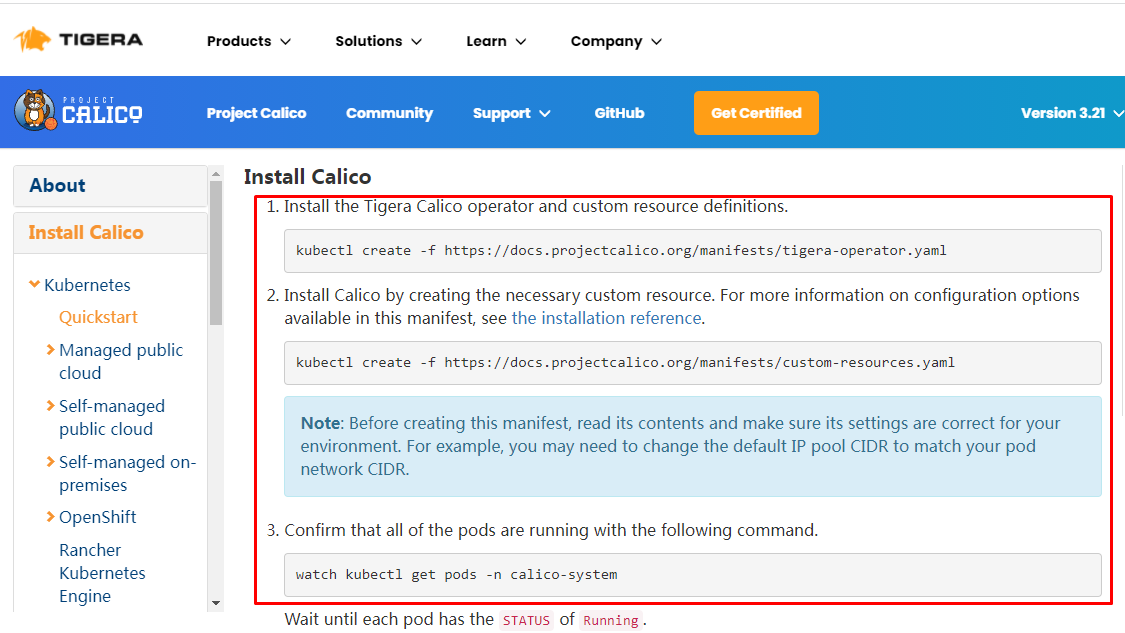 TIGERA
Products
Solutions
Learn
Company
PROJECT
CALICO
Project Calico
Community
Support
GitHub
Get Certified
Version 3.21
About
Install Calico
Kubernetes
Quickstart
Managed public
cloud
Self-managed
public cloud
Self-managed on-
premises
OpenShift
Rancher
Kubernetes
Engine
Install Calico
1. Install the Tigera Calico operator and custom resource definitions.
kubectl create -f https://docs.projectcalico.org/manifests/tigera-operator.yaml
2. Install Calico by creating the necessary custom resource. For more information on configuration options
available in this manifest, see the installation reference.
kubectl create -f https://docs.projectcalico.org/manifests/custom-resources.yaml
Note: Before creating this manifest, read its contents and make sure its settings are correct for your
environment. For example, you may need to change the default IP pool CIDR to match your pod
network CIDR.
3. Confirm that all of the pods are running with the following command.
watch kubectl get pods -n calico-system
Wait until each pod has the STATUS of Running.